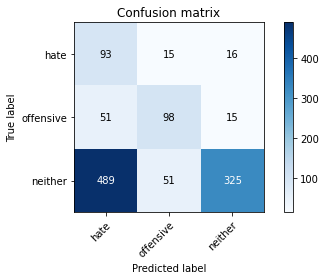 Confusion matrix
hate 93 15 16
offensive 51 98 15
neither 489 51 325
hate offensive neither
True label
Predicted label
400
300
200
100